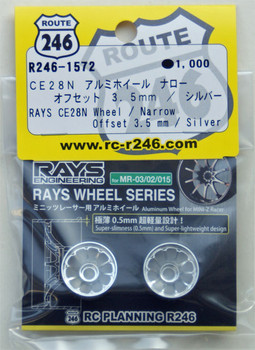 ROUTE
246
R246-1572
●1,000
CE28N アルミホイール ナロー
オフセット 3.5mm / シルバー
RAYS CE28N Wheel / Narrow
Offset 3.5 mm / Silver
www.rc-r246.com
RAYS
ENGINEERING
for MR-03/02/015
RAYS WHEEL SERIES
ミニッツレーサー用アルミホイール Aluminum Wheel for Mini-Z Racer
極薄0.5mm 超軽量設計!
Super-slimness (0.5mm) and Super-lightweight design
246
RC PLANNING R246